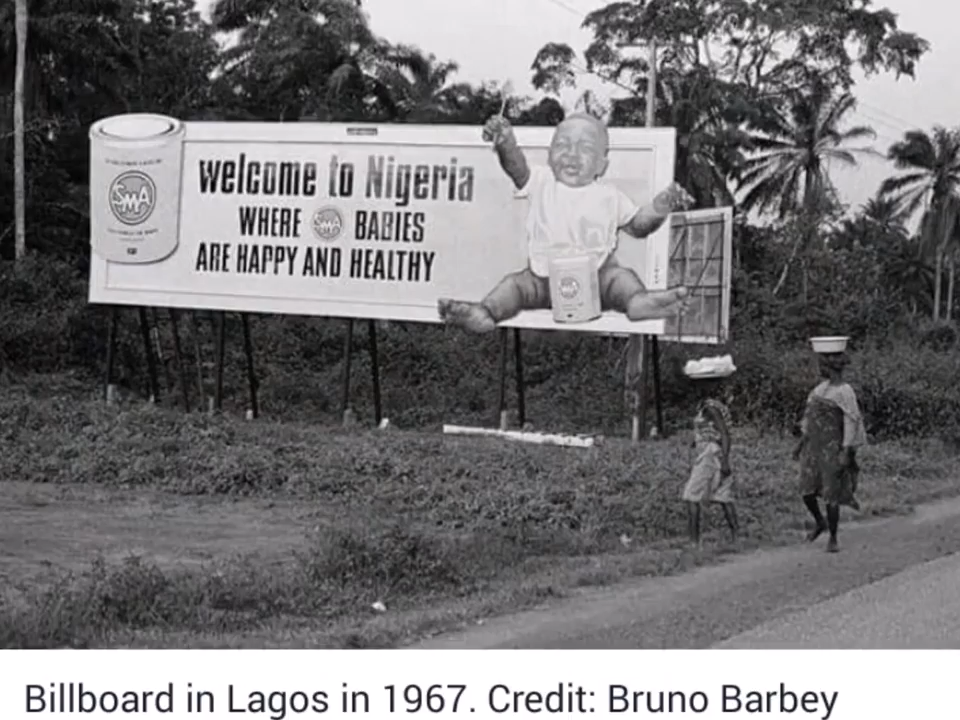 welcome to Nigeria
WHERE SMA BABIES
ARE HAPPY AND HEALTHY
SMA
SMA
Billboard in Lagos in 1967. Credit: Bruno Barbey